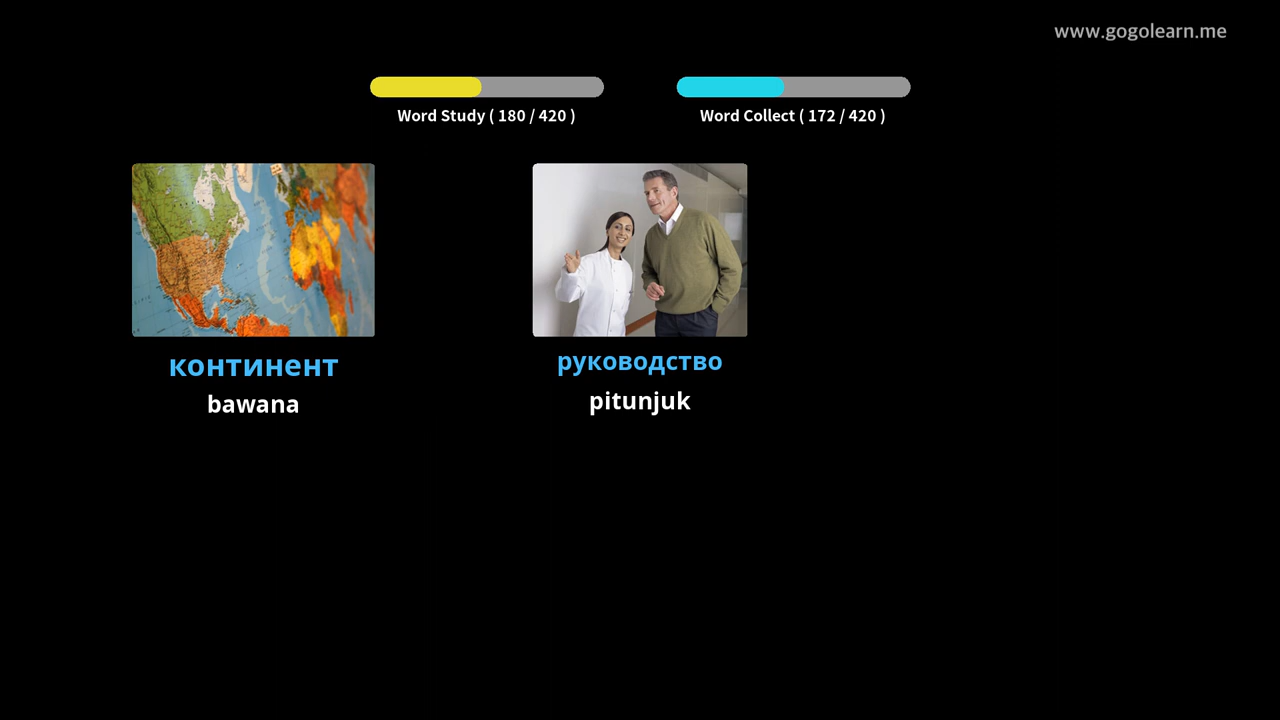 www.gogolearn.me
Word Study ( 180 / 420 )
Word Collect ( 172 / 420 )
континент
bawana
руководство
pitunjuk